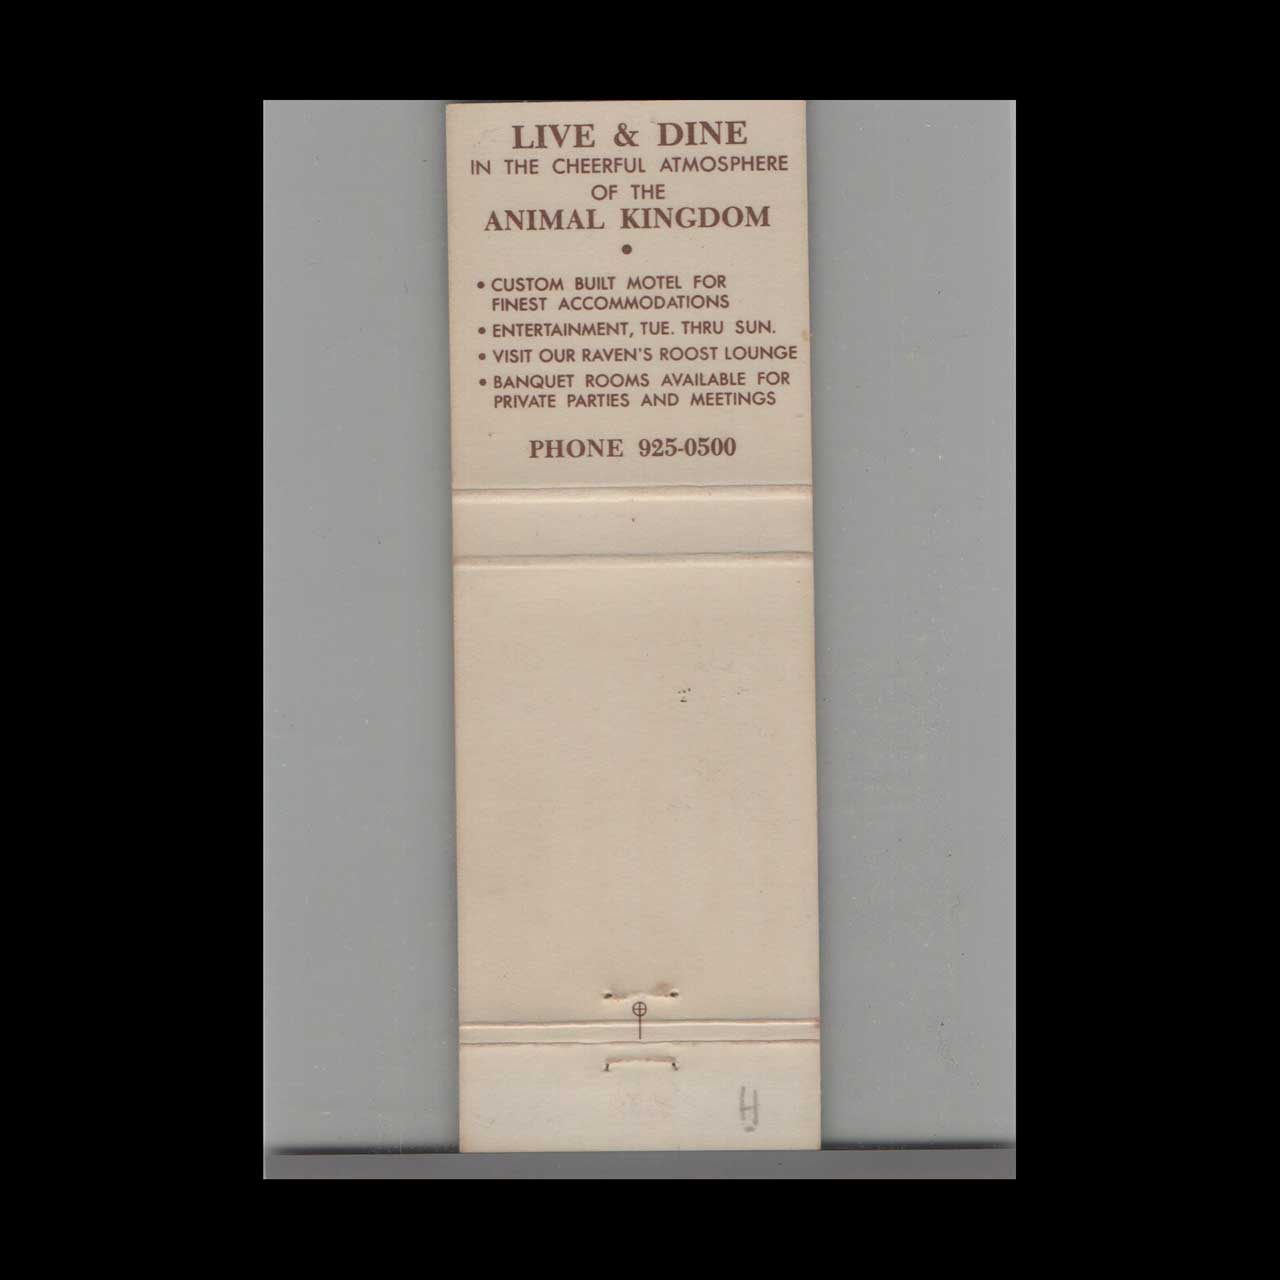 LIVE & DINE
IN THE CHEERFUL ATMOSPHERE
OF THE
ANIMAL KINGDOM
•
• CUSTOM BUILT MOTEL FOR
FINEST ACCOMMODATIONS
• ENTERTAINMENT, TUE. THRU SUN.
• VISIT OUR RAVEN'S ROOST LOUNGE
• BANQUET ROOMS AVAILABLE FOR
PRIVATE PARTIES AND MEETINGS
PHONE 925-0500